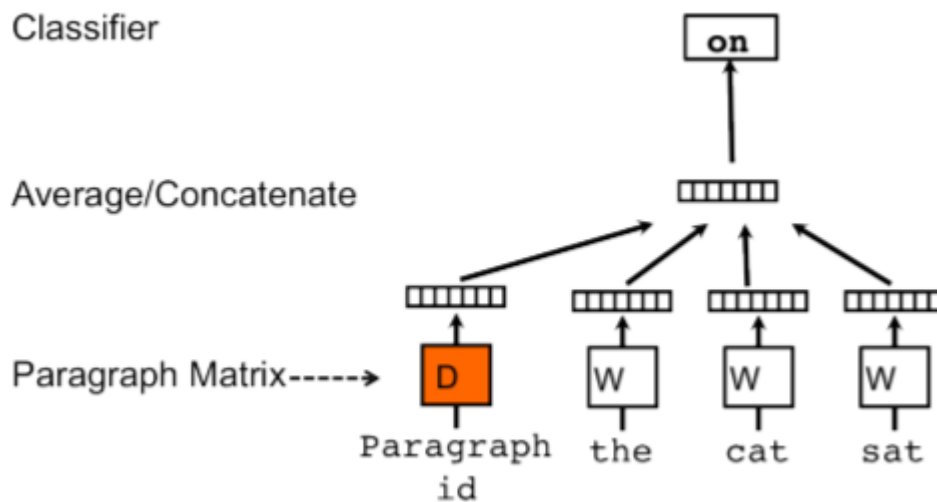 Classifier
on
Average/Concatenate
Paragraph Matrix
D
W
W
W
Paragraph
id
the
cat
sat